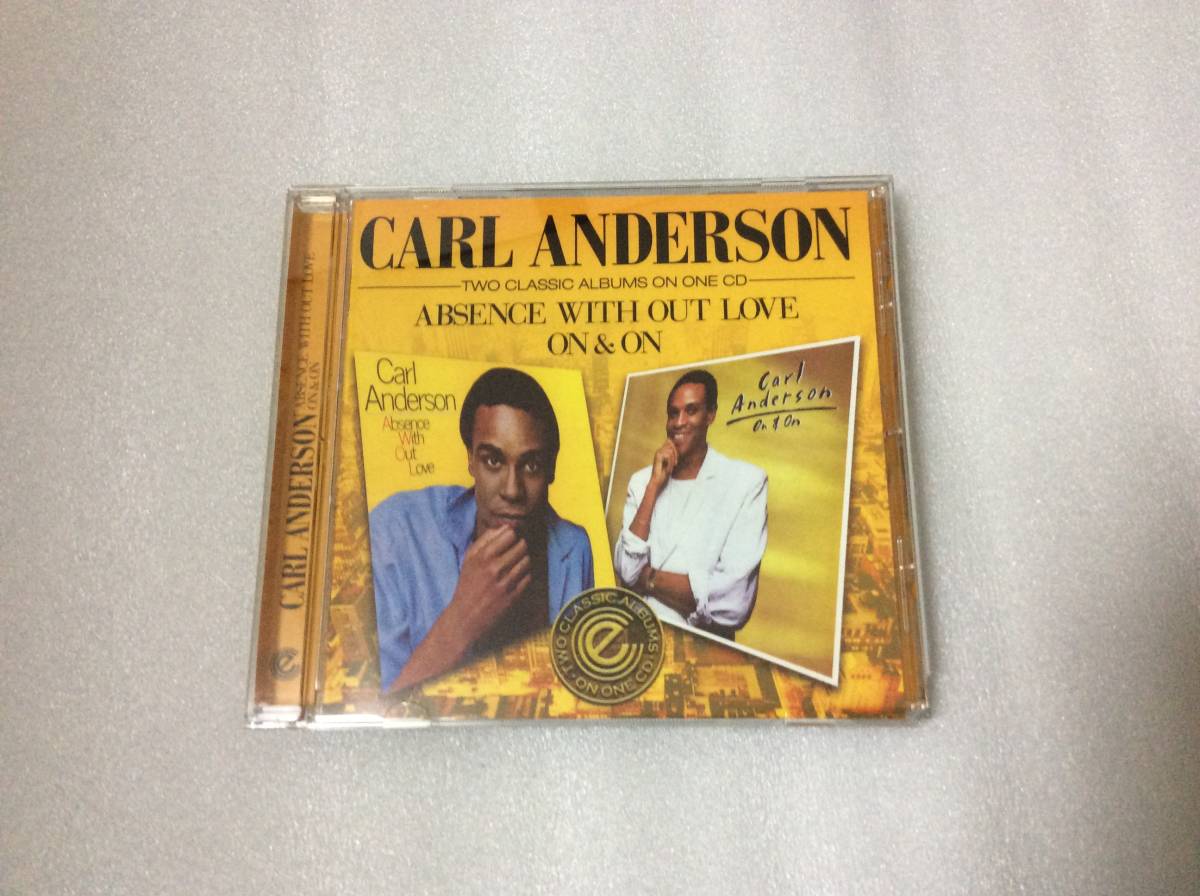 CARL ANDERSON
TWO CLASSIC ALBUMS ON ONE CD
ABSENCE WITH OUT LOVE
ON & ON
Carl
Anderson
Absence
With
Out
Love
Carl
Anderson
On & On
TWO CLASSIC ALBUMS
ON ONE CD
e
CARL ANDERSON
ABSENCE WITH OUT LOVE
ON & ON
e